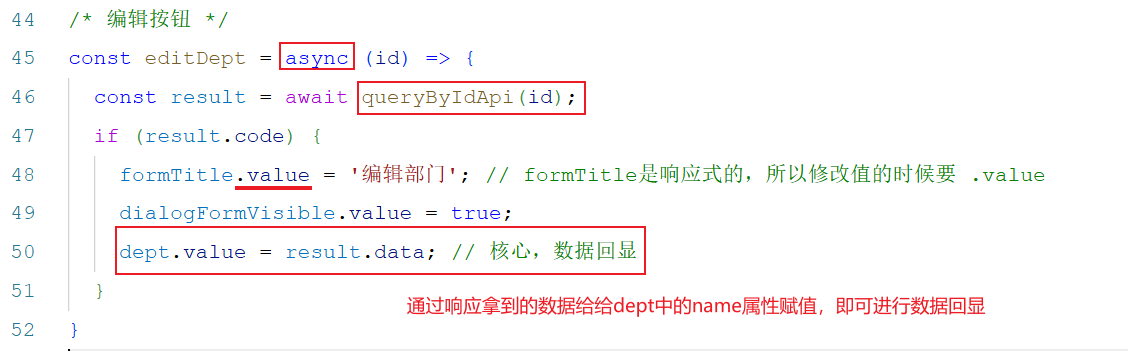 44 /* 编辑按钮 */
45 const editDept = async (id) => {
46 const result = await queryByIdApi(id);
47 if (result.code) {
48 formTitle.value = '编辑部门'; // formTitle是响应式的，所以修改值的时候要 .value
49 dialogFormVisible.value = true;
50 dept.value = result.data; // 核心，数据回显
51 }
通过响应拿到的数据给给dept中的name属性赋值，即可进行数据回显
52 }